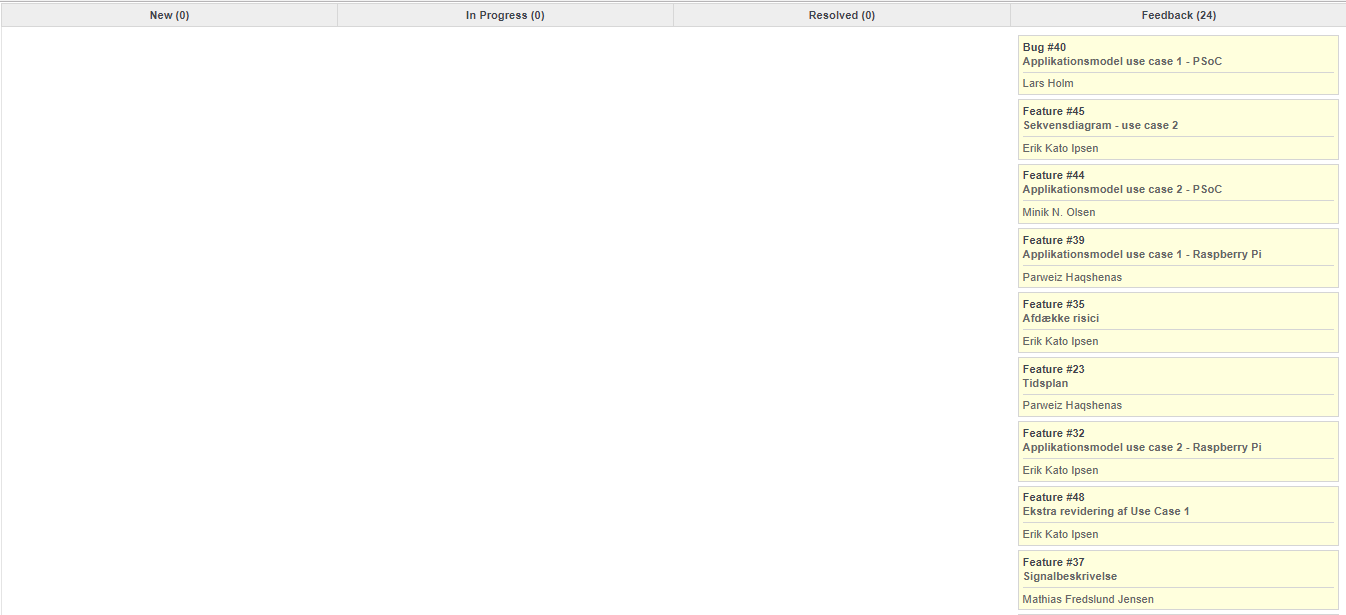 New (0)
In Progress (0)
Resolved (0)
Feedback (24)
Bug #40
Applikationsmodel use case 1 - PSoC
Lars Holm
Feature #45
Sekvensdiagram - use case 2
Erik Kato Ipsen
Feature #44
Applikationsmodel use case 2 - PSoC
Minik N. Olsen
Feature #39
Applikationsmodel use case 1 - Raspberry Pi
Parweiz Haqshenas
Feature #35
Afdække risici
Erik Kato Ipsen
Feature #23
Tidsplan
Parweiz Haqshenas
Feature #32
Applikationsmodel use case 2 - Raspberry Pi
Erik Kato Ipsen
Feature #48
Ekstra revidering af Use Case 1
Erik Kato Ipsen
Feature #37
Signalbeskrivelse
Mathias Fredslund Jensen